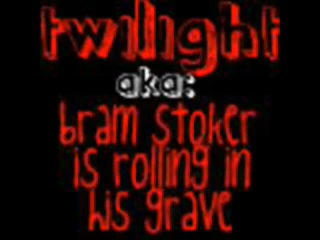 twilight
aka:
bram stoker
is rolling in
his grave